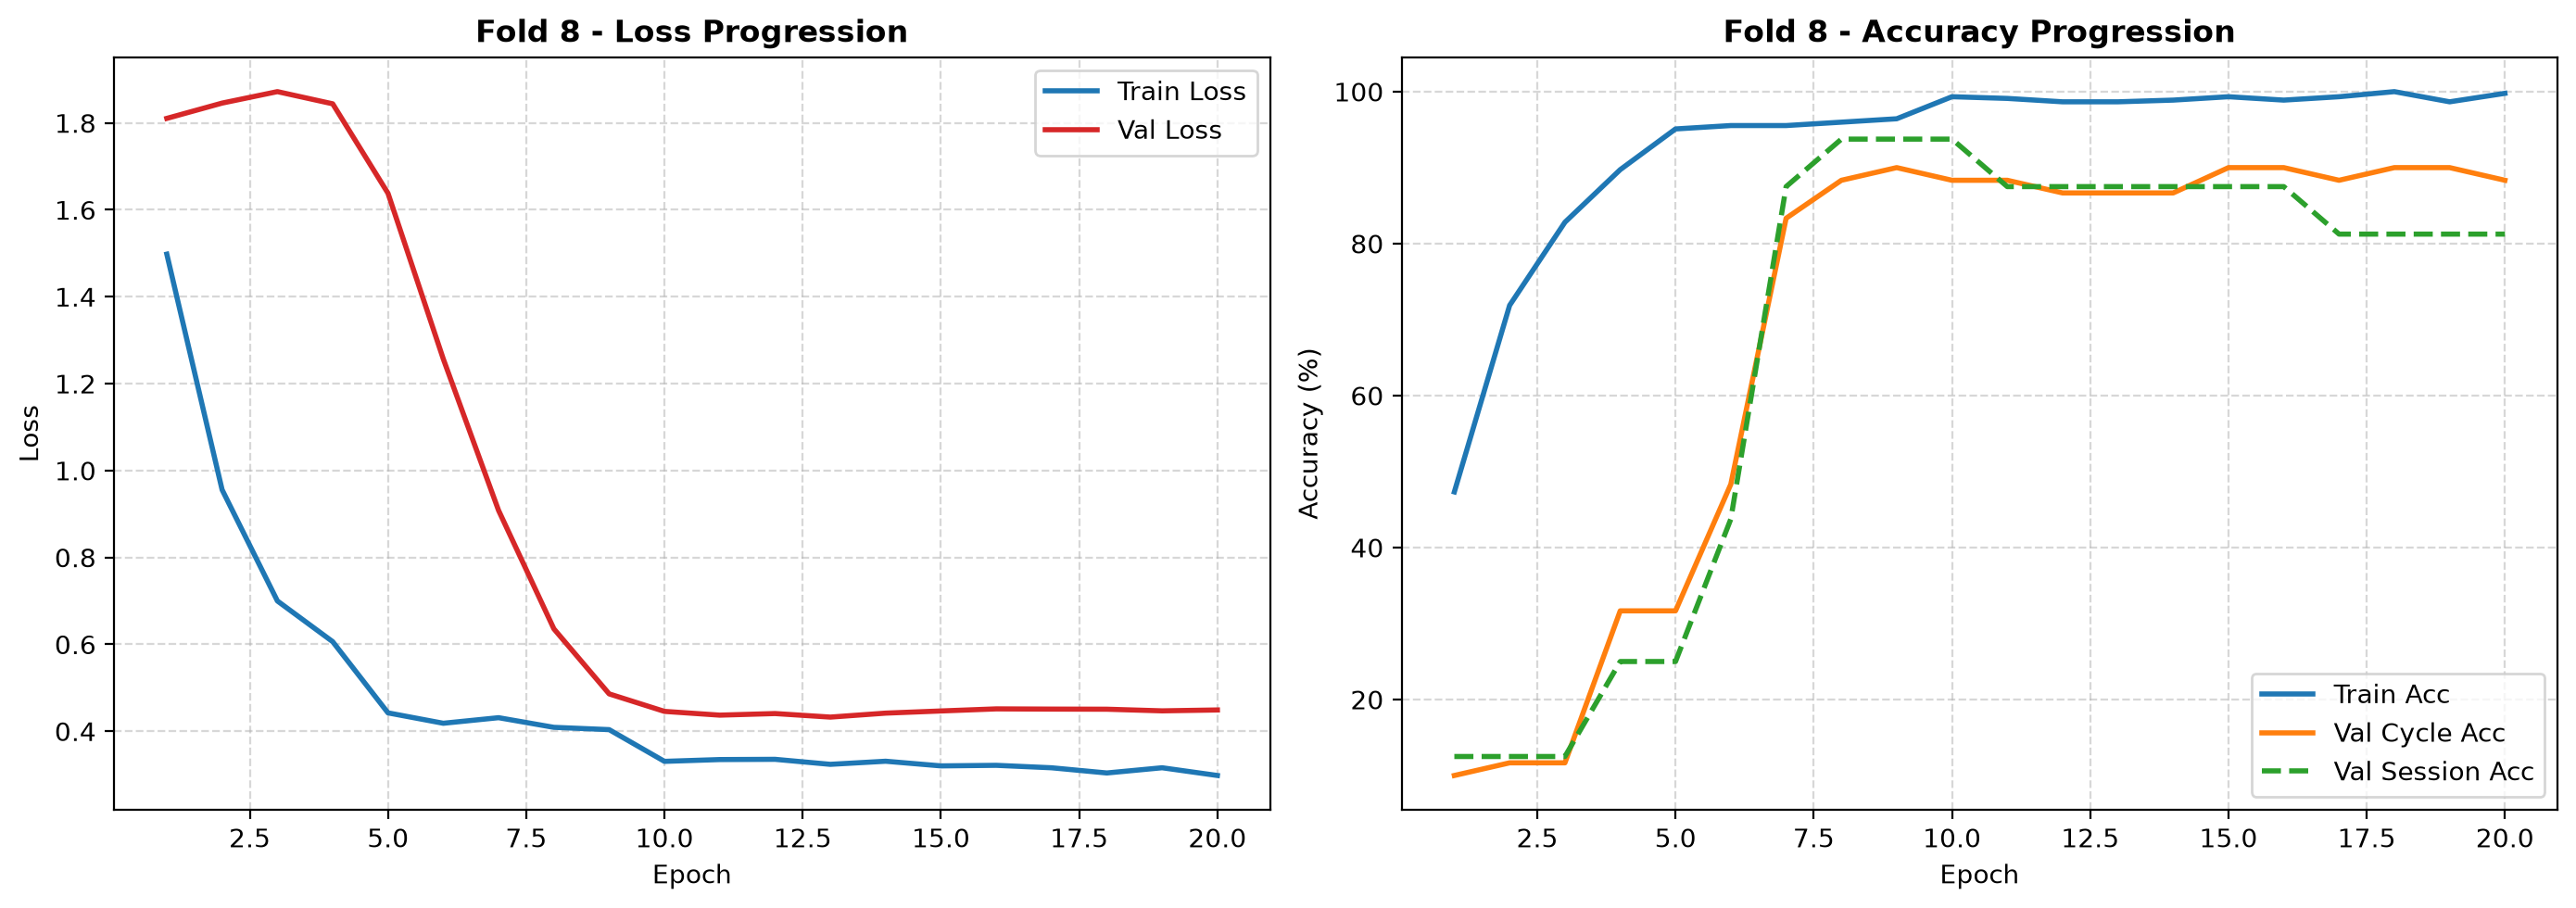 Fold 8 - Loss Progression
Train Loss
Val Loss
1.8
1.6
1.4
1.2
1.0
0.8
0.6
0.4
Loss
2.5 5.0 7.5 10.0 12.5 15.0 17.5 20.0
Epoch
Fold 8 - Accuracy Progression
100
80
60
40
20
Accuracy (%)
Train Acc
Val Cycle Acc
Val Session Acc
2.5 5.0 7.5 10.0 12.5 15.0 17.5 20.0
Epoch